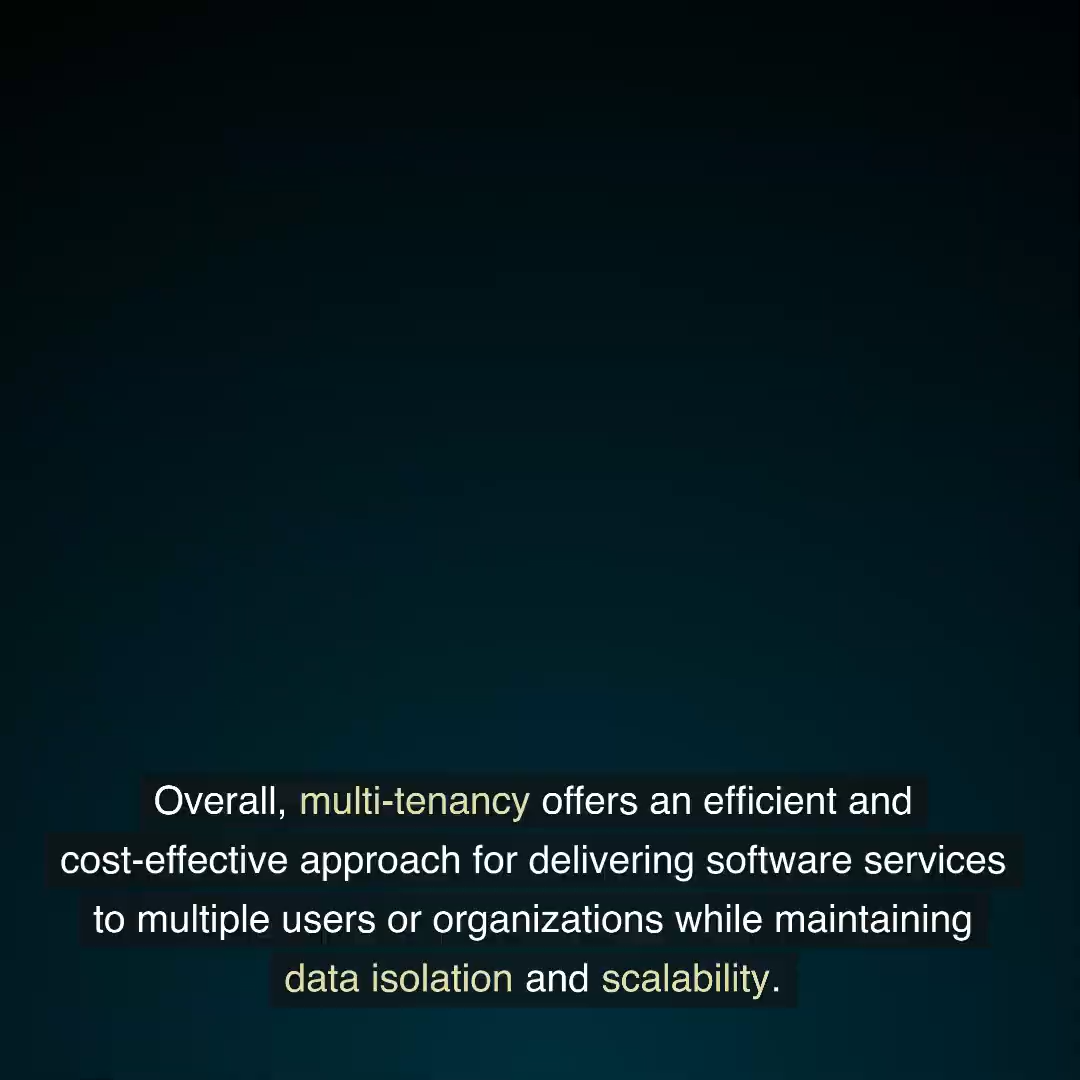 Overall, multi-tenancy offers an efficient and
cost-effective approach for delivering software services
to multiple users or organizations while maintaining
data isolation and scalability.